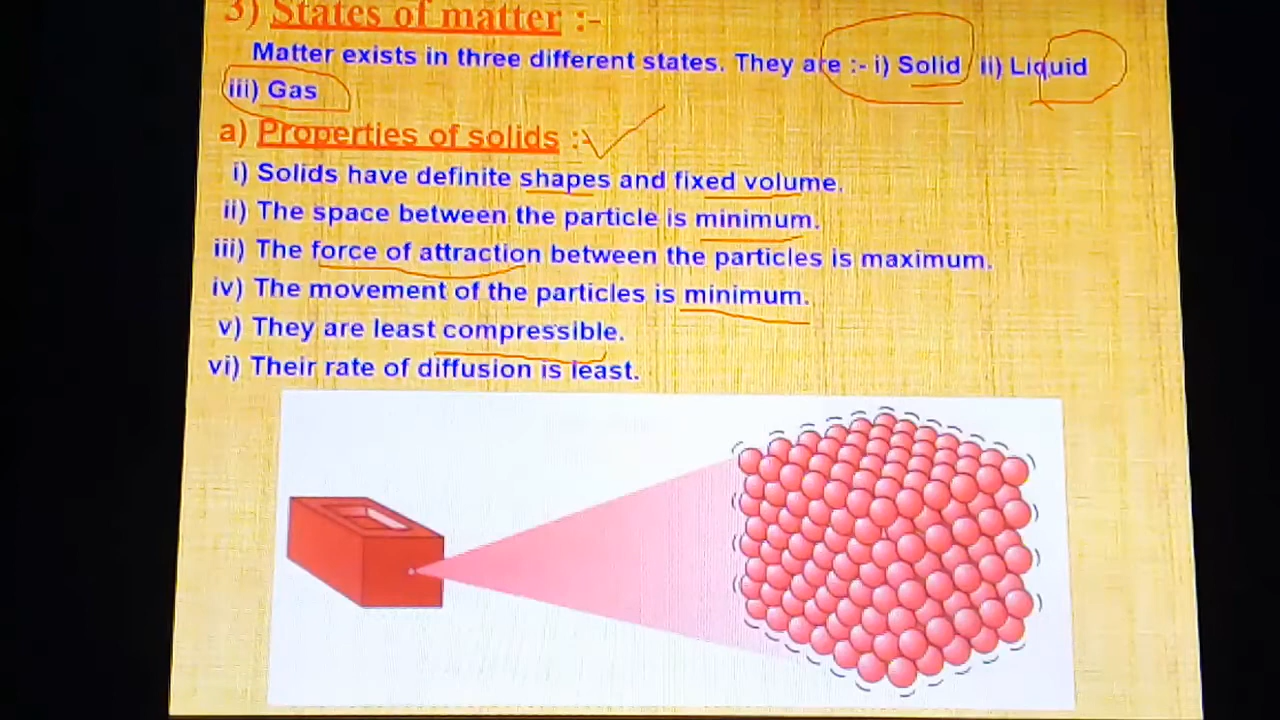 3) States of matter :-
Matter exists in three different states. They are :- i) Solid ii) Liquid
iii) Gas
a) Properties of solids :-
i) Solids have definite shapes and fixed volume.
ii) The space between the particle is minimum.
iii) The force of attraction between the particles is maximum.
iv) The movement of the particles is minimum.
v) They are least compressible.
vi) Their rate of diffusion is least.